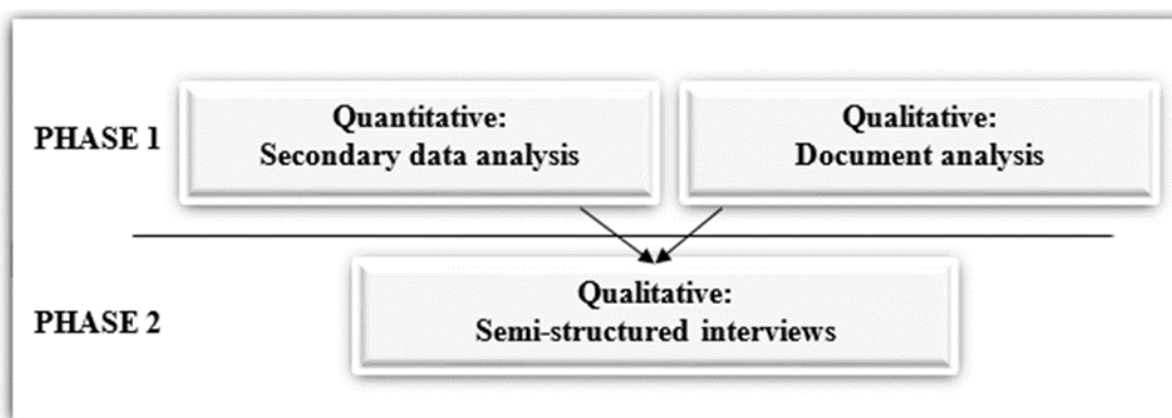 PHASE 1
Quantitative:
Secondary data analysis
Qualitative:
Document analysis
PHASE 2
Qualitative:
Semi-structured interviews